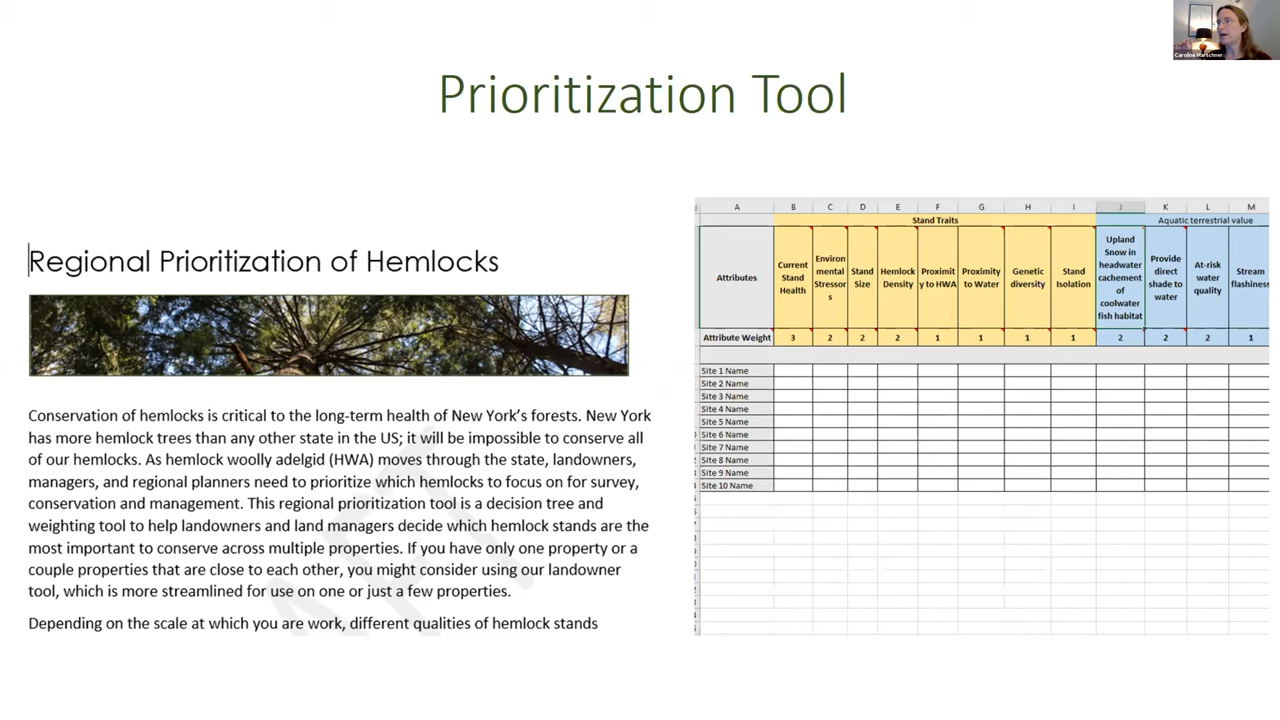 Caroline Marschner
Prioritization Tool
Regional Prioritization of Hemlocks
Conservation of hemlocks is critical to the long-term health of New York's forests. New York
has more hemlock trees than any other state in the US; it will be impossible to conserve all
of our hemlocks. As hemlock woolly adelgid (HWA) moves through the state, landowners,
managers, and regional planners need to prioritize which hemlocks to focus on for survey,
conservation and management. This regional prioritization tool is a decision tree and
weighting tool to help landowners and land managers decide which hemlock stands are the
most important to conserve across multiple properties. If you have only one property or a
couple properties that are close to each other, you might consider using our landowner
tool, which is more streamlined for use on one or just a few properties.
Depending on the scale at which you are work, different qualities of hemlock stands
A B C D E F G H I J K L M
Stand Traits Aquatic terrestrial value
Attributes
Current
Stand
Health
Environ
mental
Stressor
s
Stand
Size
Hemlock
Density
Proximit
y to HWA
Proximity
to Water
Genetic
diversity
Stand
Isolation
Upland
Snow in
headwater
cachement
of
coolwater
fish habitat
Provide
direct
shade to
water
At-risk
water
quality
Stream
flashiness
Attribute Weight 3 2 2 2 1 1 1 1 2 2 2 1
Site 1 Name
Site 2 Name
Site 3 Name
Site 4 Name
Site 5 Name
Site 6 Name
Site 7 Name
Site 8 Name
Site 9 Name
Site 10 Name